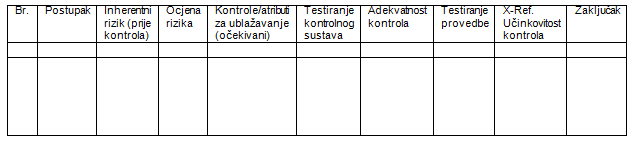 Br.
Postupak
Inherentni
rizik (prije
kontrola)
Ocjena
rizika
Kontrole/atributi
za ublažavanje
(očekivani)
Testiranje
kontrolnog
sustava
Adekvatnost
kontrola
Testiranje
provedbe
X-Ref.
Učinkovitost
kontrola
Zaključak